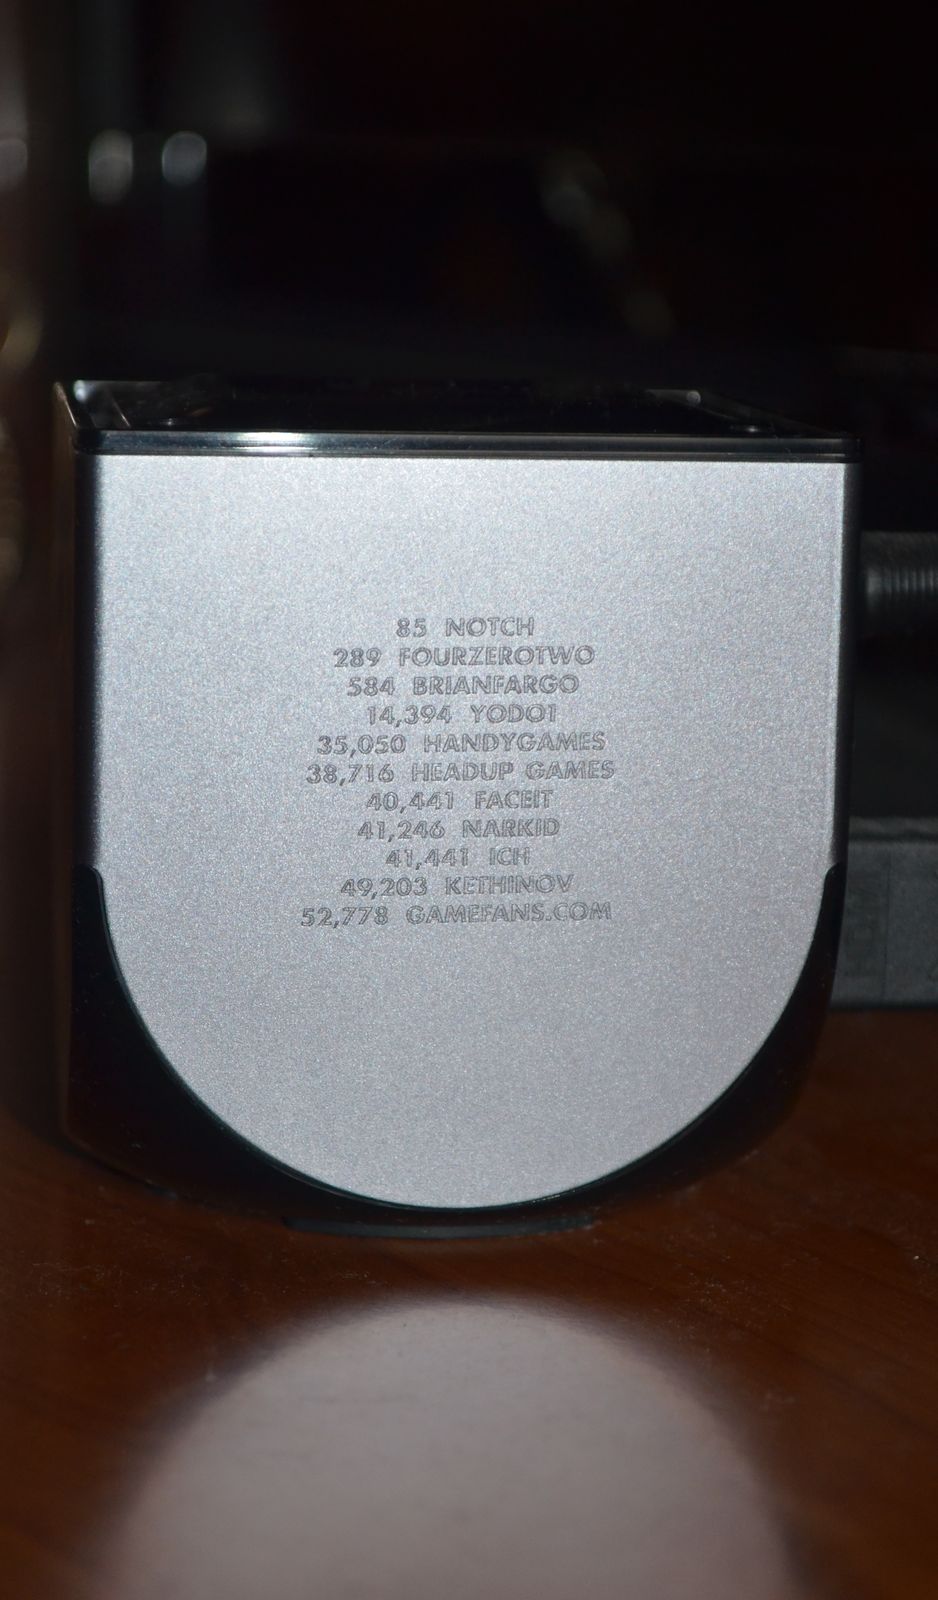 85 NOTCH
289 FOURZEROTWO
584 BRIANFARGO
14,394 YODO1
35,050 HANDYGAMES
38,716 HEADUP GAMES
40,441 FACEIT
41,246 NARKID
41,441 ICH
49,203 KETHINOV
52,778 GAMEFANS.COM